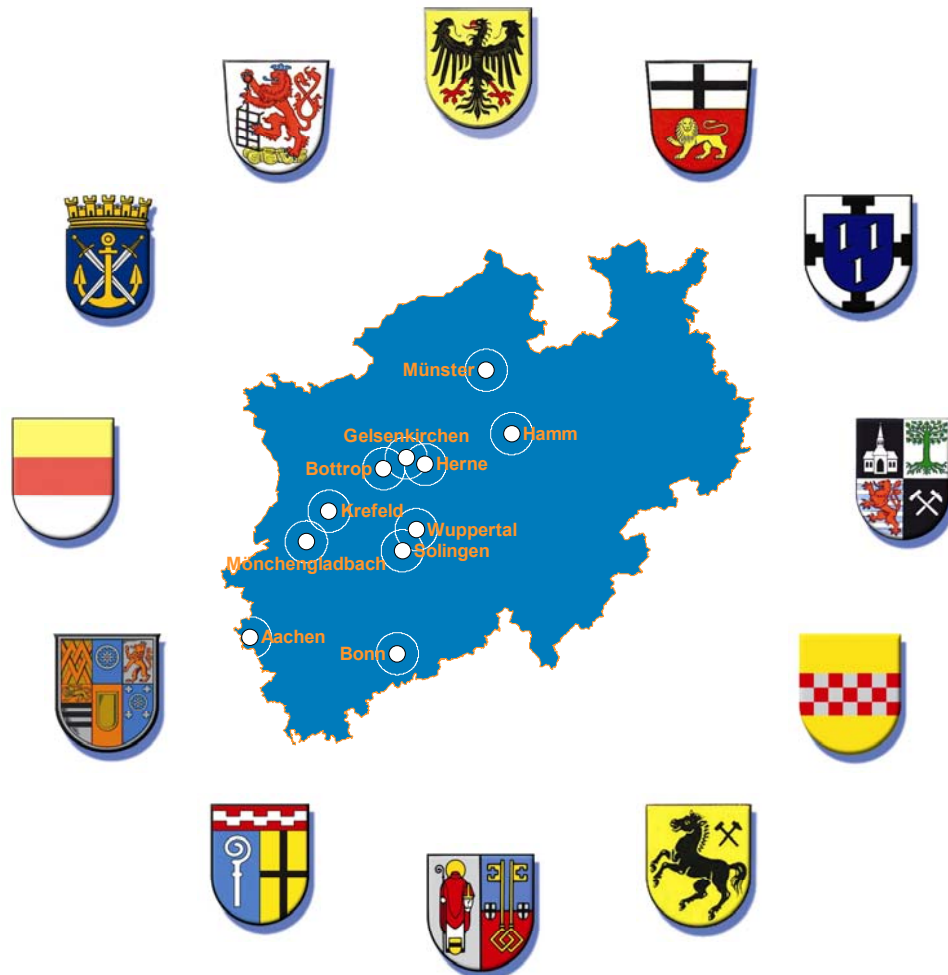 Münster
Gelsenkirchen
Hamm
Bottrop
Herne
Krefeld
Wuppertal
Solingen
Mönchengladbach
Aachen
Bonn